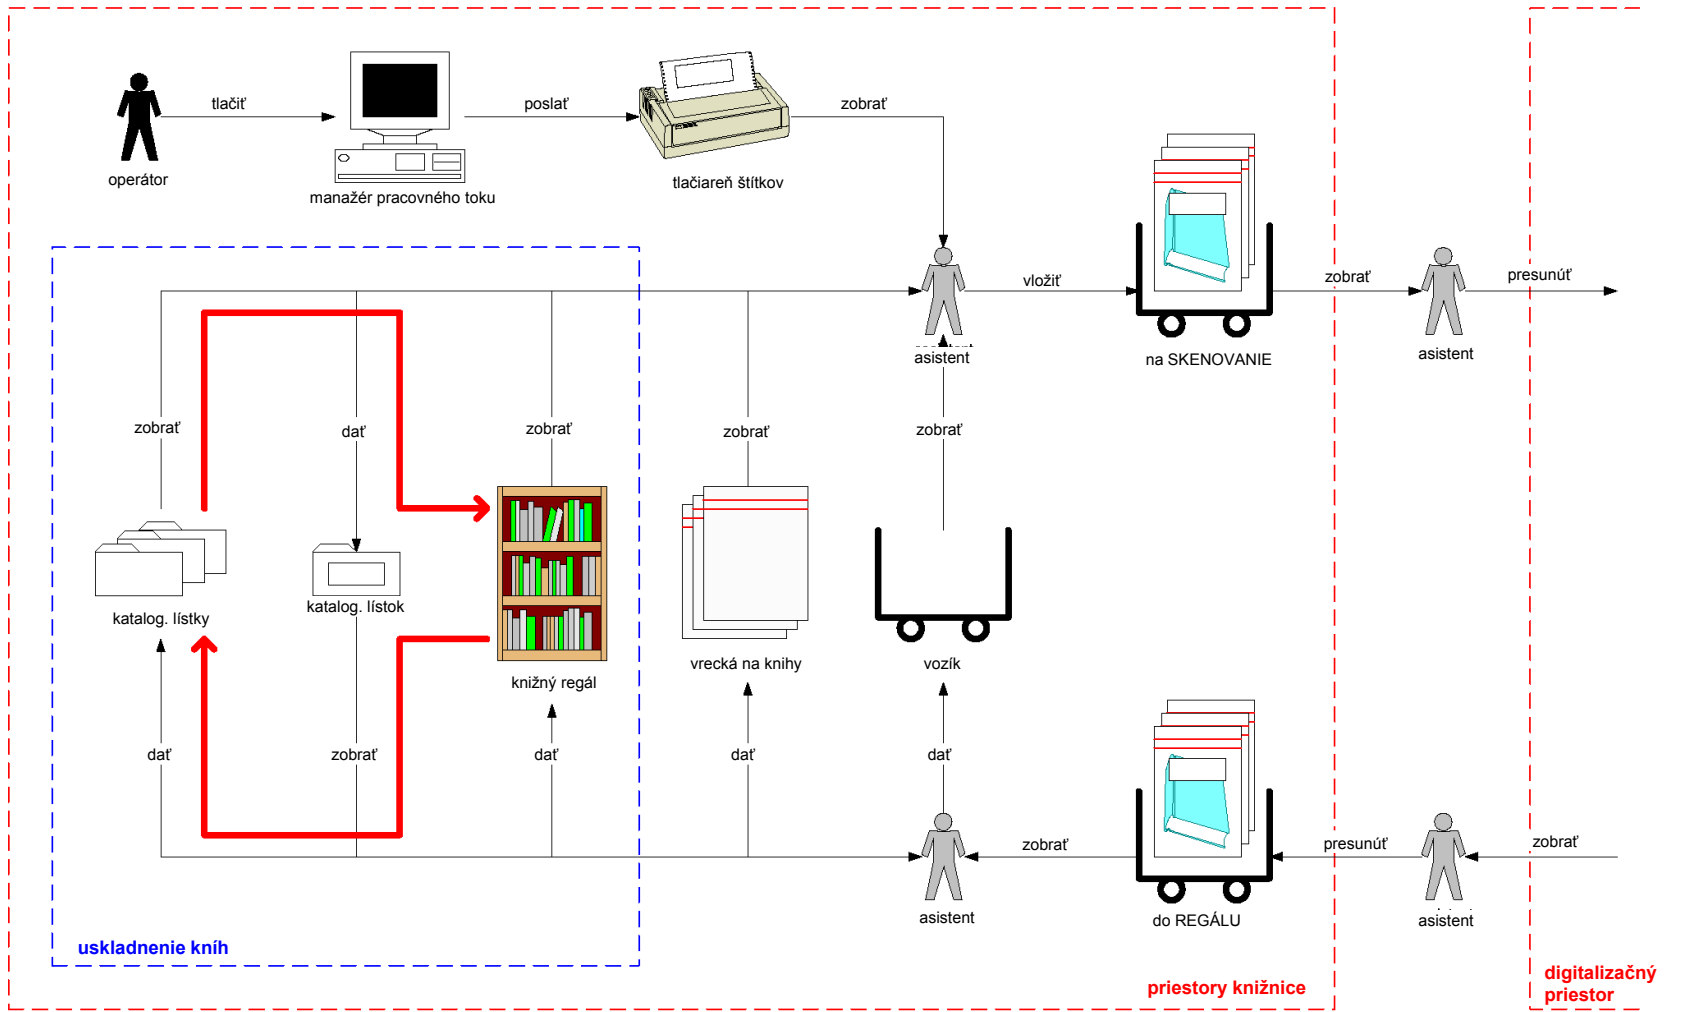 tlačiť
poslať
zobrať
operátor
manažér pracovného toku
tlačiareň štítkov
vložiť
zobrať
presunúť
asistent
na SKENOVANIE
asistent
zobrať
dať
zobrať
zobrať
zobrať
katalog. lístky
katalog. lístok
knižný regál
vrecká na knihy
vozík
dať
zobrať
dať
dať
dať
zobrať
presunúť
zobrať
asistent
do REGÁLU
asistent
uskladnenie kníh
priestory knižnice
digitalizačný
priestor